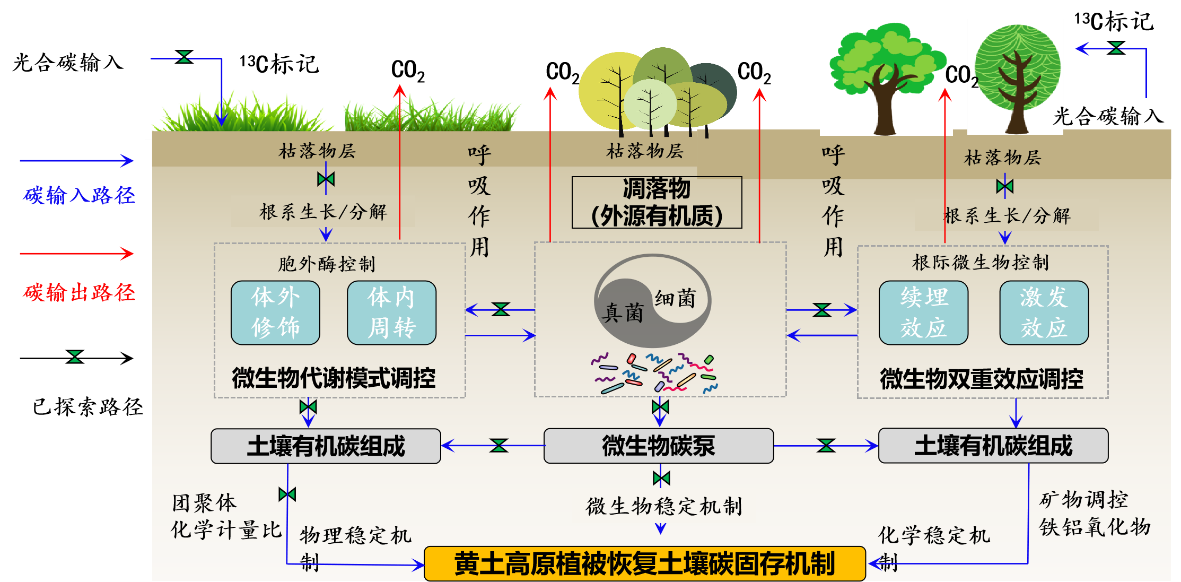 13C标记
光合碳输入
13C标记
CO2
CO2
CO2
CO2
光合碳输入
枯落物层
枯落物层
枯落物层
呼吸作用
呼吸作用
碳输入路径
凋落物
（外源有机质）
根系生长/分解
根系生长/分解
碳输出路径
胞外酶控制
根际微生物控制
体外
修饰
体内
周转
真菌
细菌
续埋
效应
激发
效应
微生物代谢模式调控
微生物双重效应调控
已探索路径
土壤有机碳组成
微生物碳泵
土壤有机碳组成
团聚体
化学计量比
微生物稳定机制
矿物调控
铁铝氧化物
物理稳定机
制
化学稳定机
制
黄土高原植被恢复土壤碳固存机制